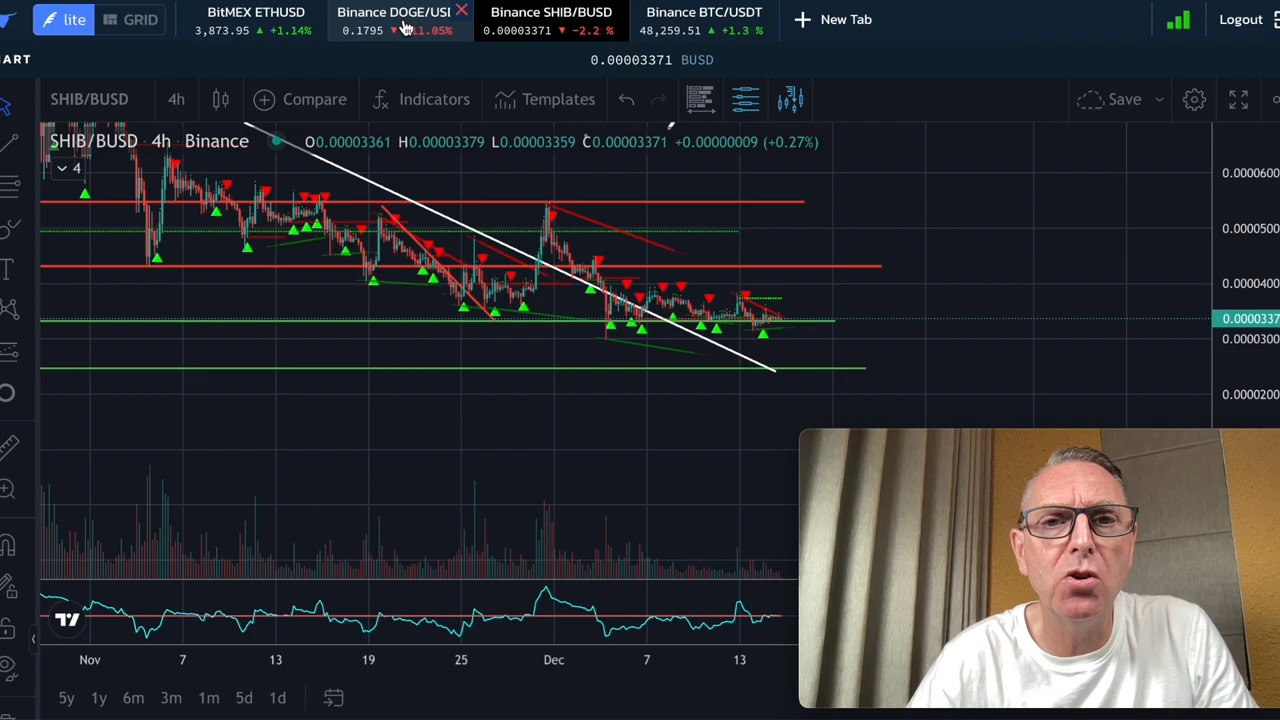 lite
GRID
BitMEX ETHUSD
3,873.95 ▲ +1.14%
Binance DOGE/USI
0.1795 ▼ 11.05%
Binance SHIB/BUSD
0.00003371 ▼ -2.2 %
Binance BTC/USDT
48,259.51 ▲ +1.3 %
New Tab
Logout
ART
0.00003371 BUSD
SHIB/BUSD
4h
Compare
Indicators
Templates
Save
SHIB/BUSD · 4h · Binance
O0.00003361 H0.00003379 L0.00003359 C0.00003371 +0.00000009 (+0.27%)
4
0.0000600
0.0000500
0.0000400
0.0000337
0.0000300
0.0000200
Nov 7 13 19 25 Dec 7 13
5y 1y 6m 3m 1m 5d 1d